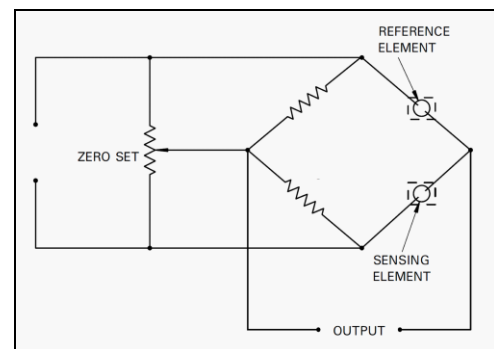 REFERENCE
ELEMENT
ZERO SET
SENSING
ELEMENT
OUTPUT